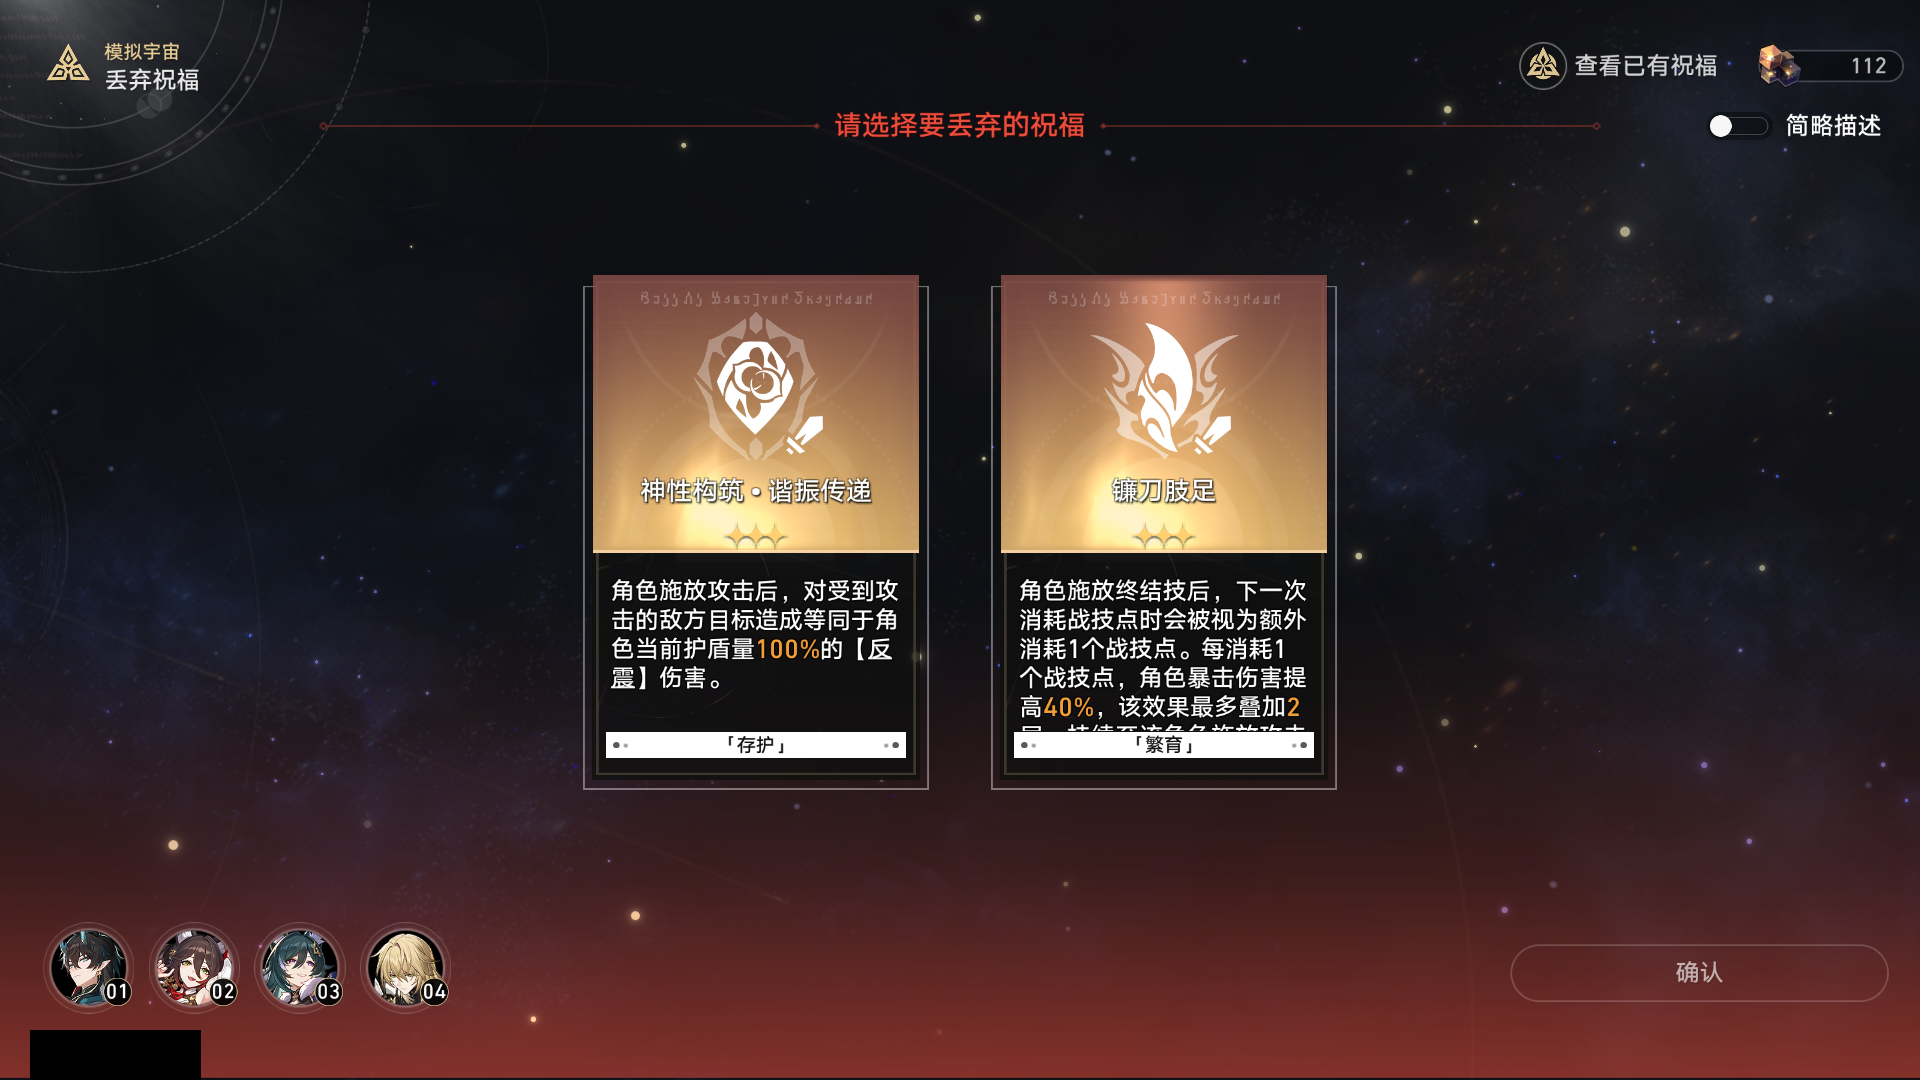 模拟宇宙
丢弃祝福
查看已有祝福
112
请选择要丢弃的祝福
简略描述
神性构筑•谐振传递
角色施放攻击后，对受到攻
击的敌方目标造成等同于角
色当前护盾量100%的【反
震】伤害。
「存护」
镰刀肢足
角色施放终结技后，下一次
消耗战技点时会被视为额外
消耗1个战技点。每消耗1
个战技点，角色暴击伤害提
高40%，该效果最多叠加2
「繁育」
01
02
03
04
确认